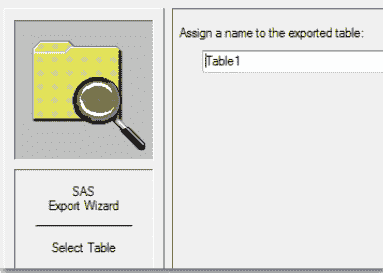 Assign a name to the exported table:
Table1
SAS
Export Wizard
Select Table